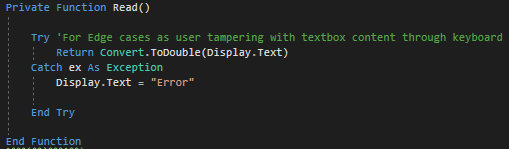 Private Function Read()
Try 'For Edge cases as user tampering with textbox content through keyboard
Return Convert.ToDouble(Display.Text)
Catch ex As Exception
Display.Text = "Error"
End Try
End Function